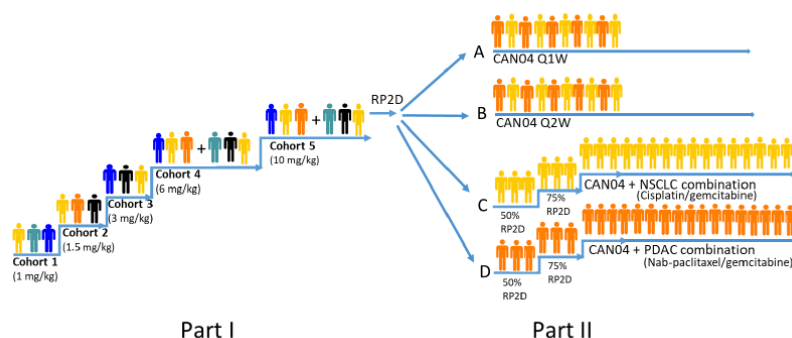 Cohort 1
(1 mg/kg)
Cohort 2
(1.5 mg/kg)
Cohort 3
(3 mg/kg)
+
Cohort 4
(6 mg/kg)
+
Cohort 5
(10 mg/kg)
RP2D
Part I
A
CAN04 Q1W
B
CAN04 Q2W
C
50%
RP2D
75%
RP2D
CAN04 + NSCLC combination
(Cisplatin/gemcitabine)
D
50%
RP2D
75%
RP2D
CAN04 + PDAC combination
(Nab-paclitaxel/gemcitabine)
Part II